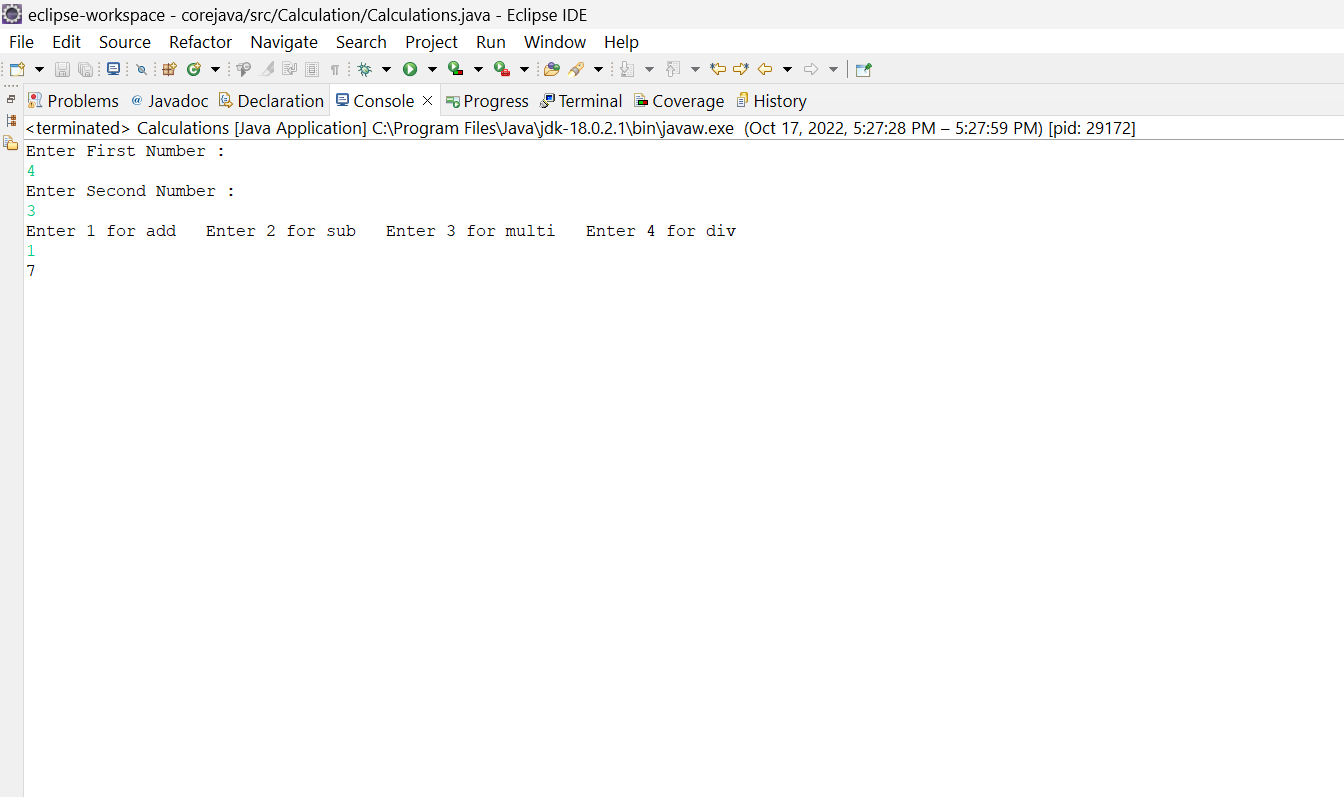 eclipse-workspace - corejava/src/Calculation/Calculations.java - Eclipse IDE
File Edit Source Refactor Navigate Search Project Run Window Help
Problems @ Javadoc Declaration Console Progress Terminal Coverage History
<terminated> Calculations [Java Application] C:\Program Files\Java\jdk-18.0.2.1\bin\javaw.exe (Oct 17, 2022, 5:27:28 PM – 5:27:59 PM) [pid: 29172]
Enter First Number :
4
Enter Second Number :
3
Enter 1 for add   Enter 2 for sub   Enter 3 for multi   Enter 4 for div
1
7